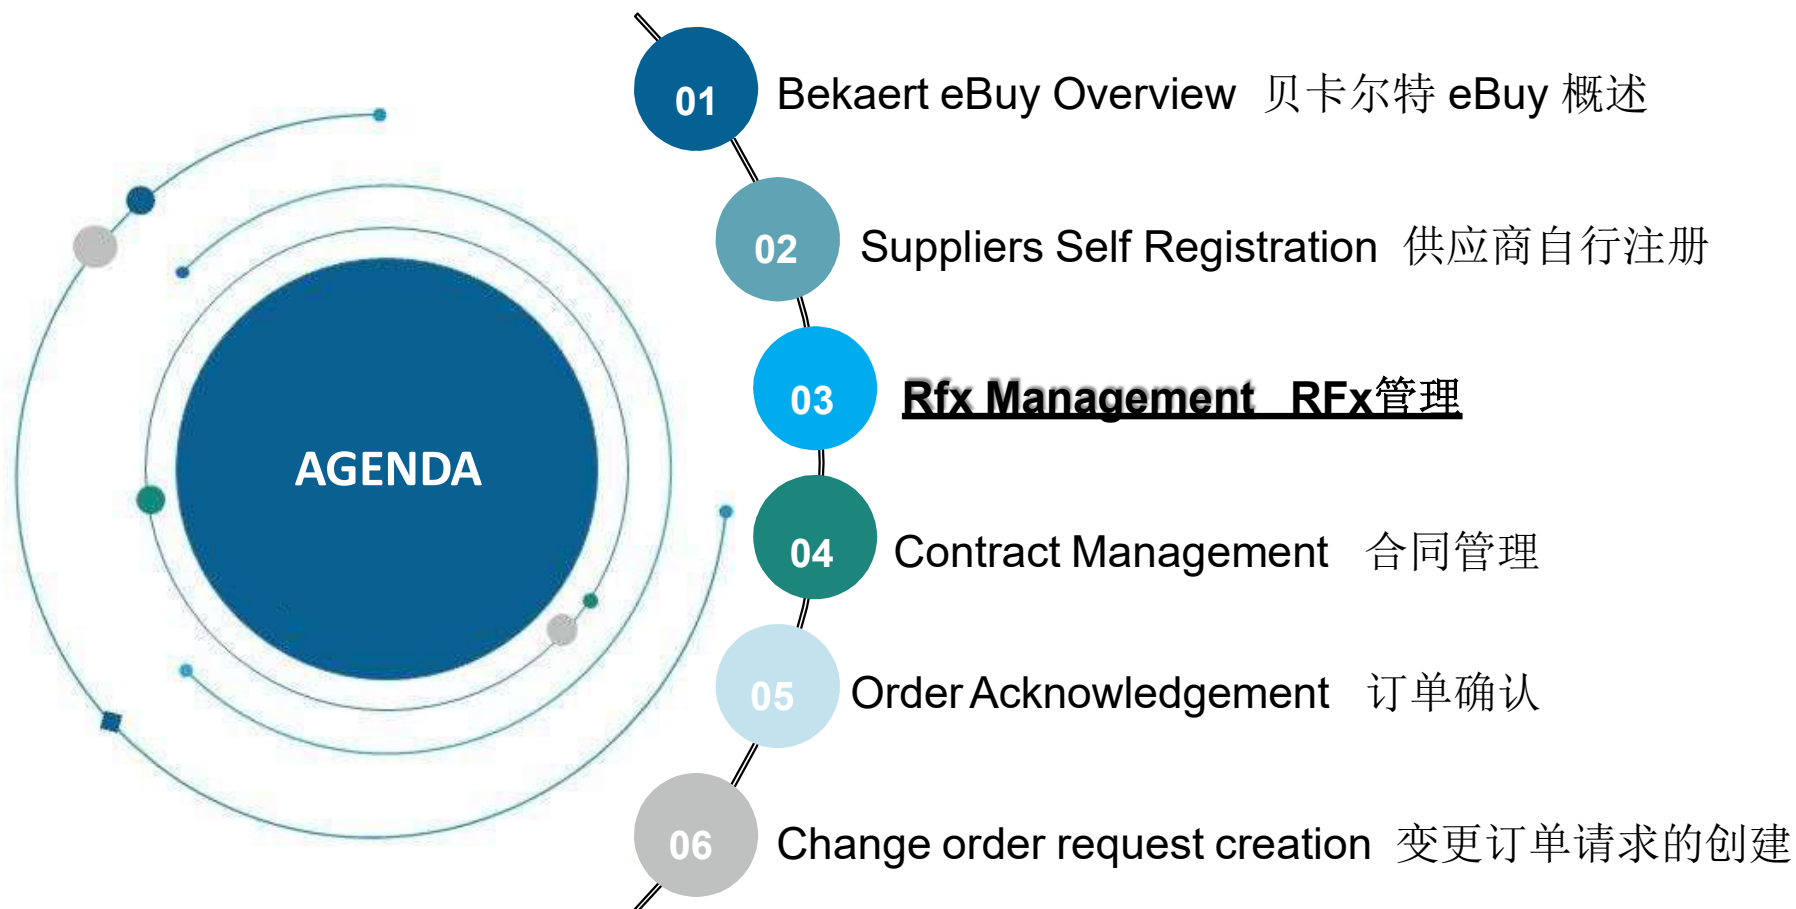 AGENDA
01 Bekaert eBuy Overview 贝卡尔特 eBuy 概述
02 Suppliers Self Registration 供应商自行注册
03 Rfx Management RFx管理
04 Contract Management 合同管理
05 Order Acknowledgement 订单确认
06 Change order request creation 变更订单请求的创建